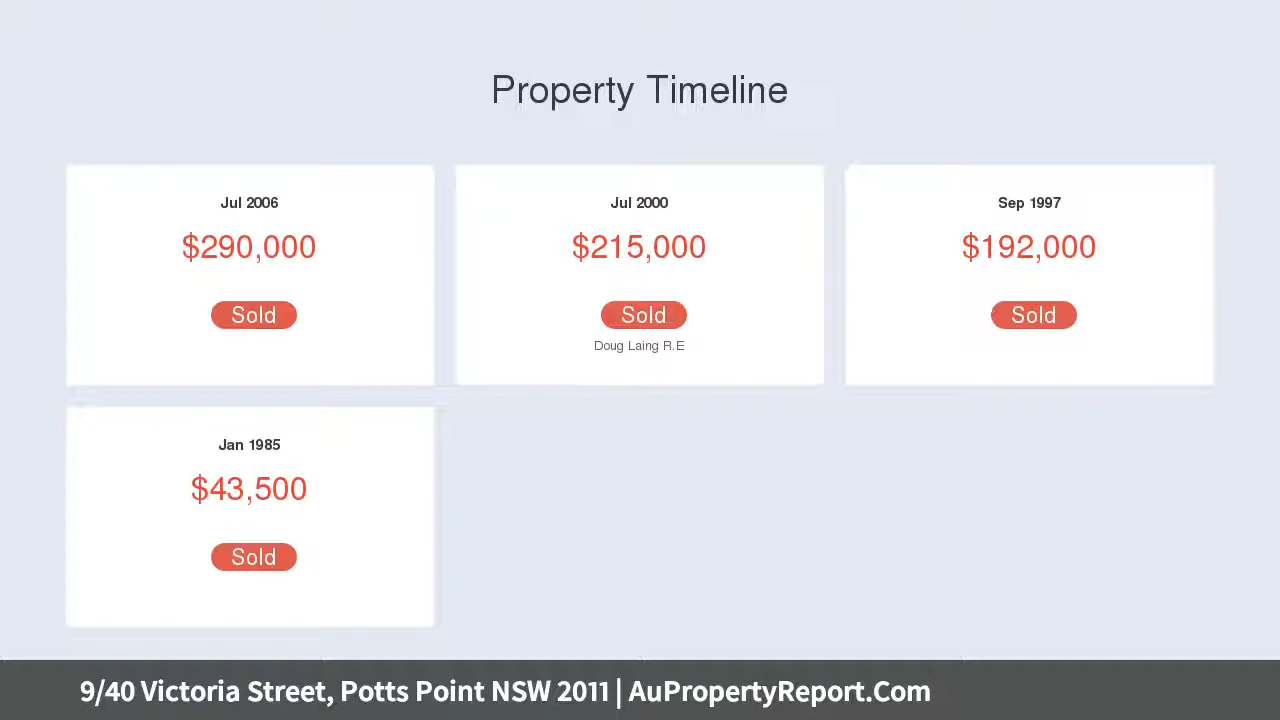 Property Timeline
Jul 2006
$290,000
Sold
Jul 2000
$215,000
Sold
Doug Laing R.E
Sep 1997
$192,000
Sold
Jan 1985
$43,500
Sold
9/40 Victoria Street, Potts Point NSW 2011 | AuPropertyReport.Com